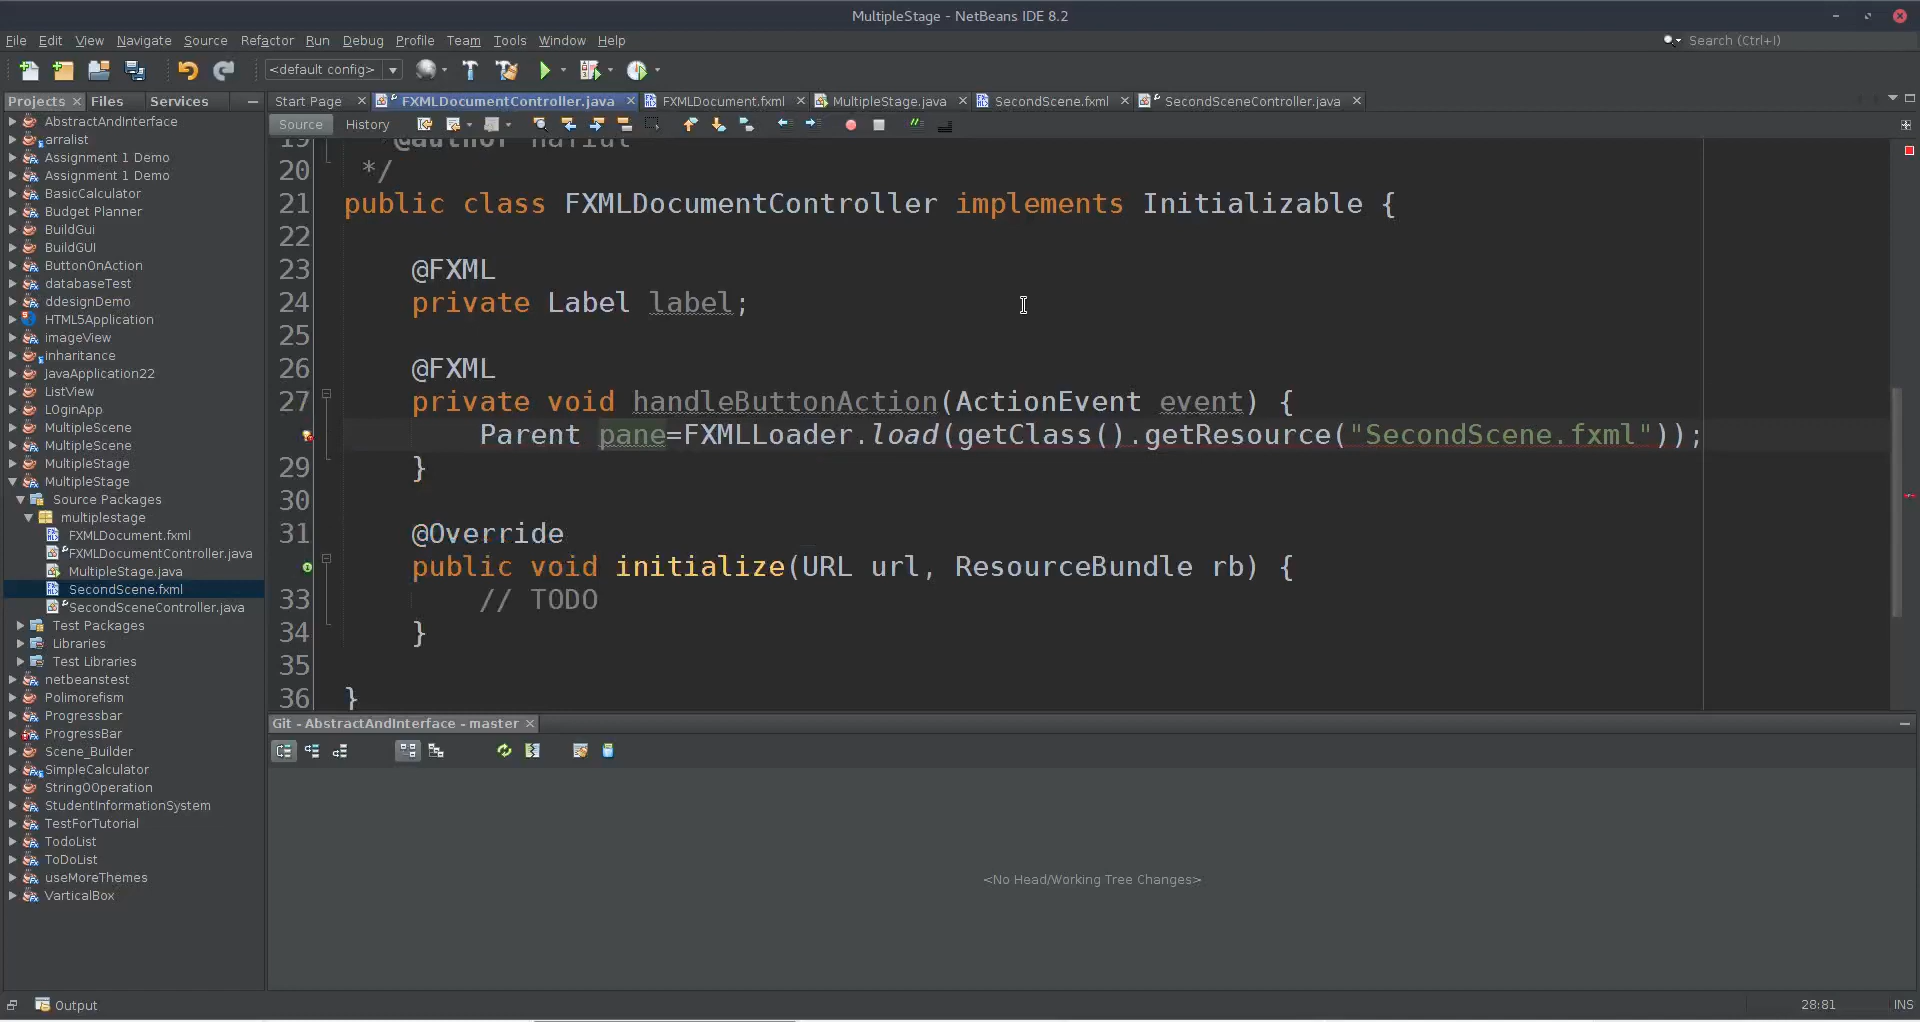 MultipleStage - NetBeans IDE 8.2
File Edit View Navigate Source Refactor Run Debug Profile Team Tools Window Help Search (Ctrl+I)
<default config>
Projects Files Services
Start Page FXMLDocumentController.java FXMLDocument.fxml MultipleStage.java SecondScene.fxml SecondSceneController.java
Source History
AbstractAndInterface
arralist
Assignment 1 Demo
Assignment 1 Demo
BasicCalculator
Budget Planner
BuildGui
BuildGUI
ButtonOnAction
databaseTest
ddesignDemo
HTML5Application
imageView
inharitance
JavaApplication22
ListView
LOginApp
MultipleScene
MultipleScene
MultipleStage
MultipleStage
Source Packages
multiplestage
FXMLDocument.fxml
FXMLDocumentController.java
MultipleStage.java
SecondScene.fxml
SecondSceneController.java
Test Packages
Libraries
Test Libraries
netbeanstest
Polimorefism
Progressbar
ProgressBar
Scene_Builder
SimpleCalculator
StringOOperation
StudentInformationSystem
TestForTutorial
TodoList
ToDoList
useMoreThemes
VarticalBox
19 @author
20 */
21 public class FXMLDocumentController implements Initializable {
22
23 @FXML
24 private Label label;
25
26 @FXML
27 private void handleButtonAction(ActionEvent event) {
Parent pane=FXMLLoader.load(getClass().getResource("SecondScene.fxml"));
29 }
30
31 @Override
public void initialize(URL url, ResourceBundle rb) {
33 // TODO
34 }
35
36 }
Git - AbstractAndInterface - master
<No Head/Working Tree Changes>
Output
28:81 INS